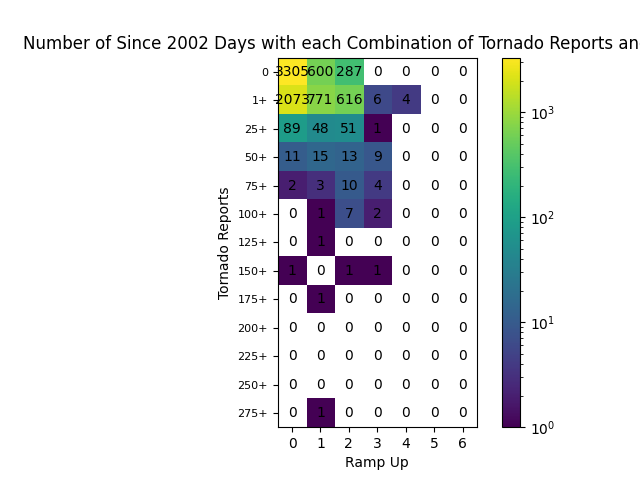 Number of Since 2002 Days with each Combination of Tornado Reports an
0 3305 600 287 0 0 0 0
1+ 2073 771 616 6 4 0 0
25+ 89 48 51 1 0 0 0
50+ 11 15 13 9 0 0 0
75+ 2 3 10 4 0 0 0
100+ 0 1 7 2 0 0 0
125+ 0 1 0 0 0 0 0
150+ 1 0 1 1 0 0 0
175+ 0 1 0 0 0 0 0
200+ 0 0 0 0 0 0 0
225+ 0 0 0 0 0 0 0
250+ 0 0 0 0 0 0 0
275+ 0 1 0 0 0 0 0
0 1 2 3 4 5 6
Ramp Up
Tornado Reports
10³
10²
10¹
10⁰